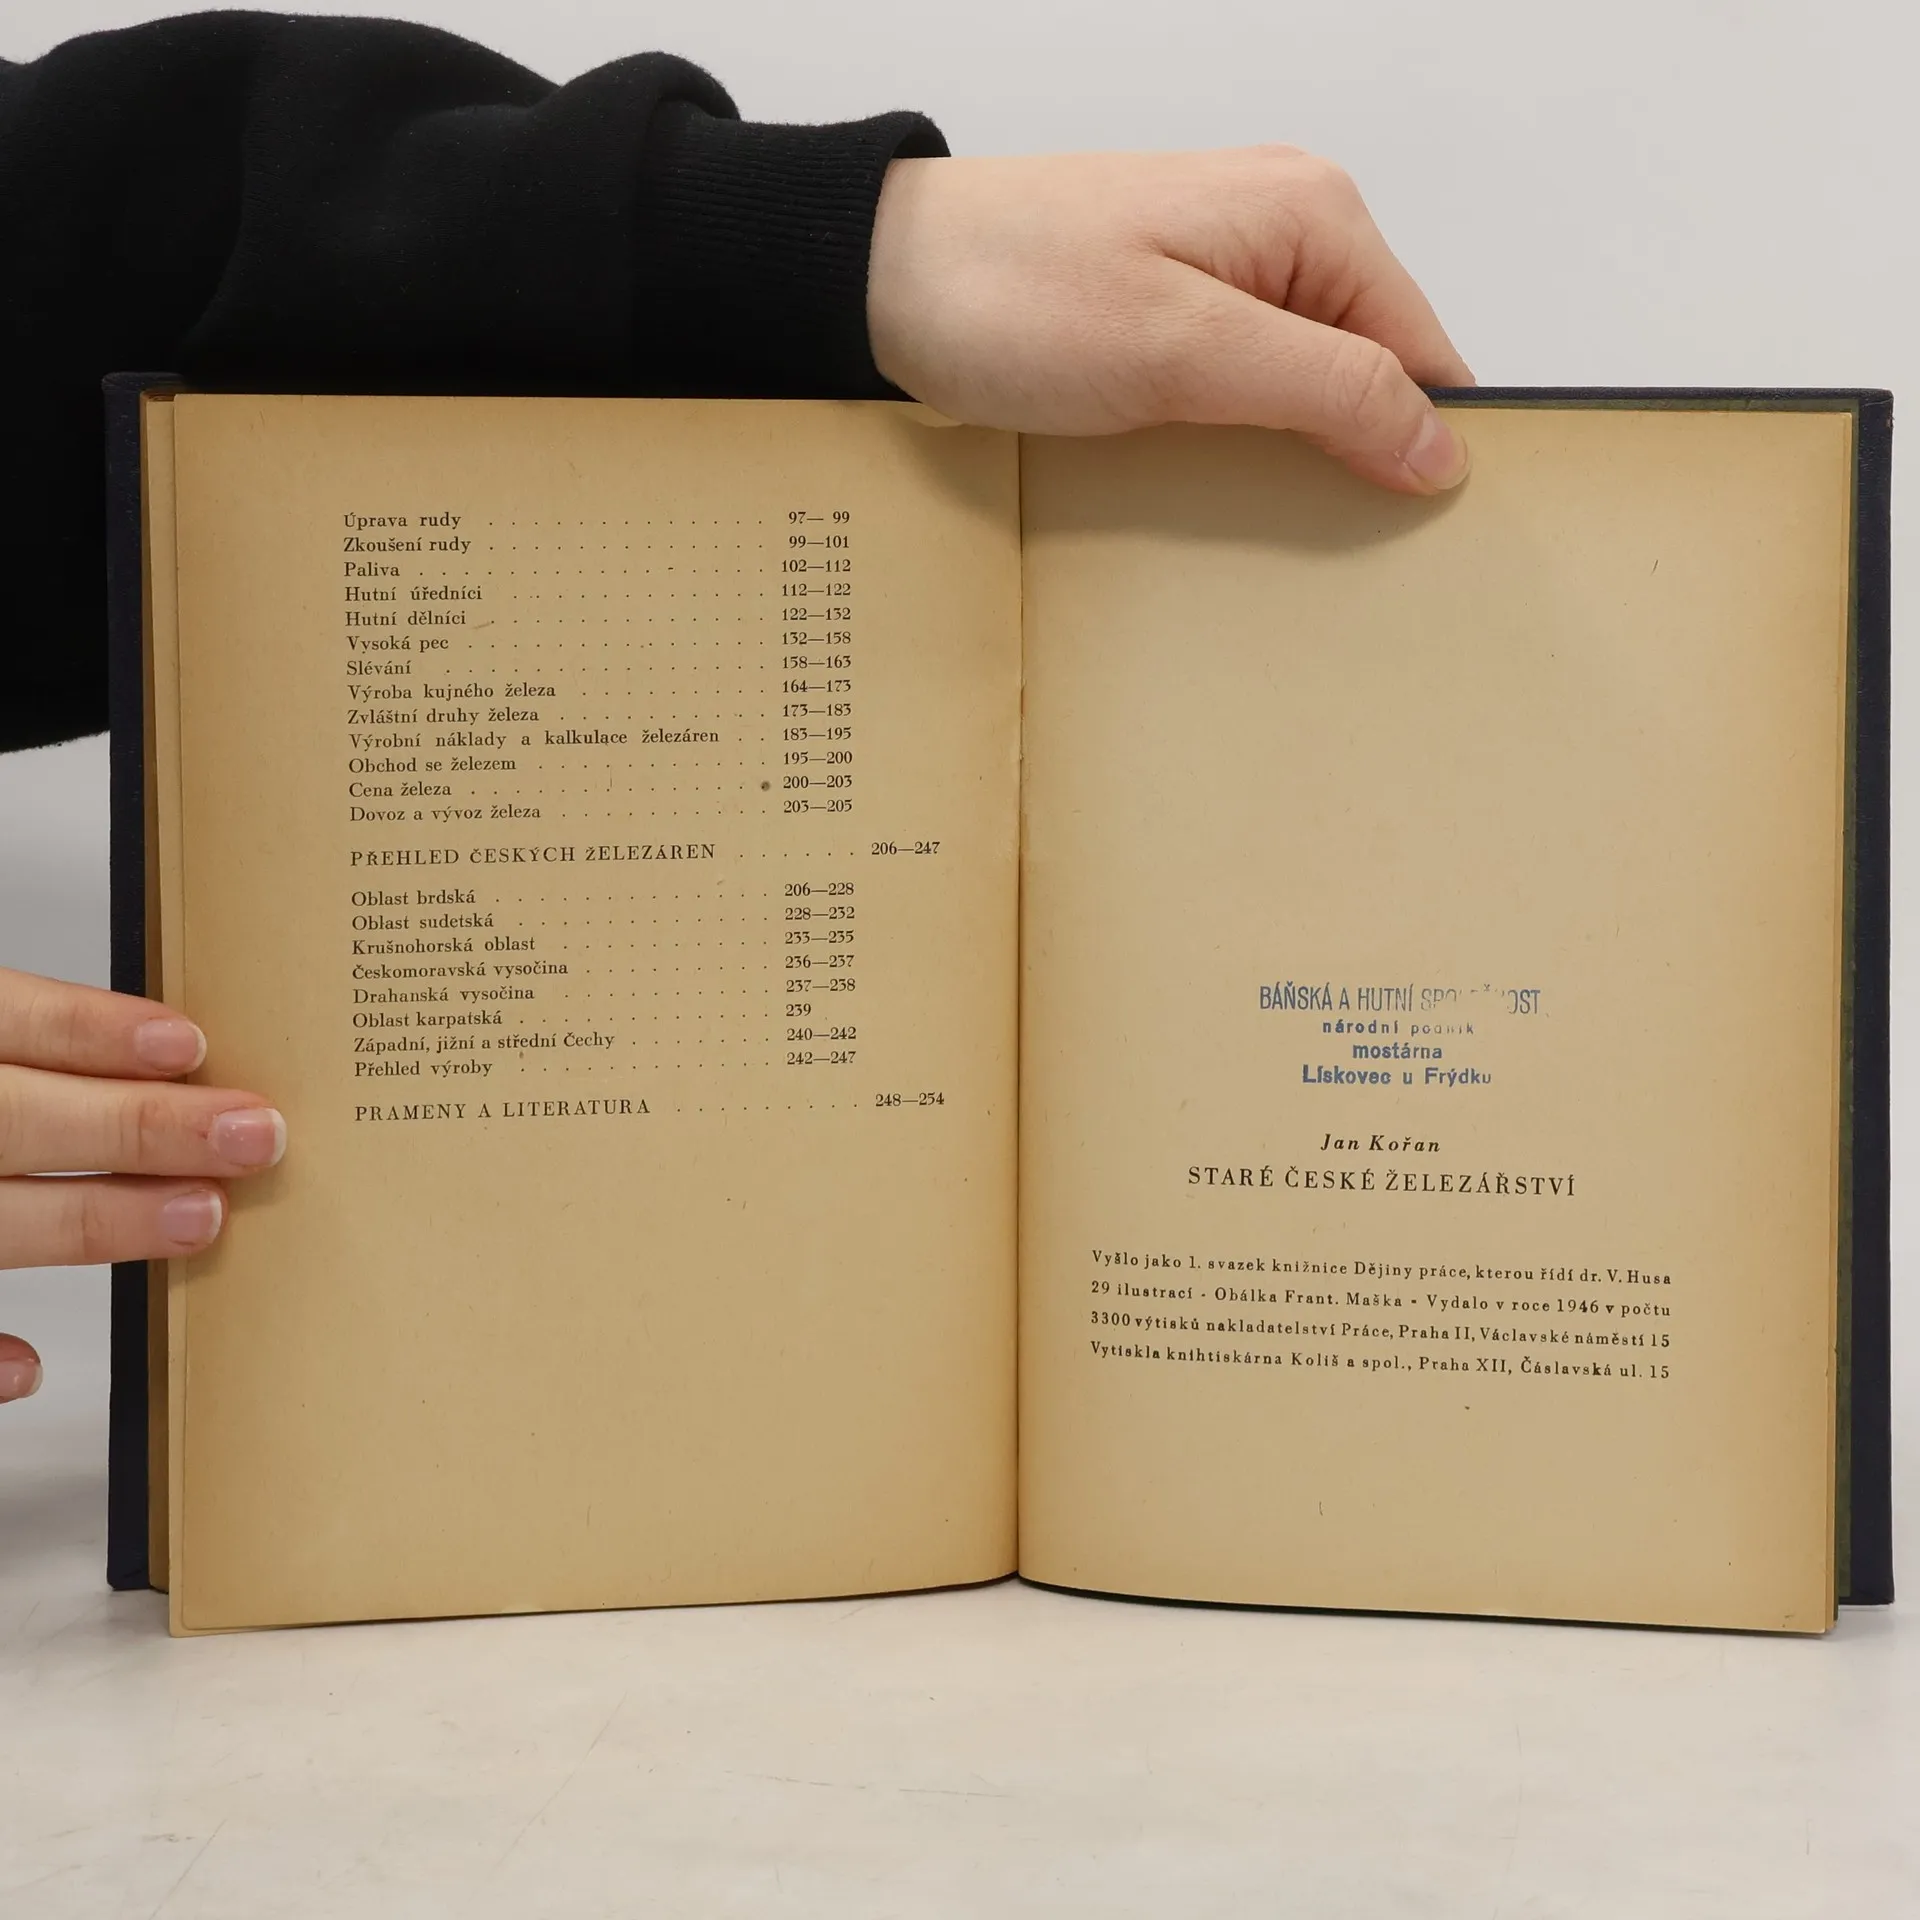 Úprava rudy . . . . . . . . . . . . . 97— 99
Zkoušení rudy . . . . . . . . . . . . . 99—101
Paliva . . . . . . . . . . . . . . . . 102—112
Hutní úředníci . . . . . . . . . . . . 112—122
Hutní dělníci . . . . . . . . . . . . . 122—132
Vysoká pec . . . . . . . . . . . . . . 132—158
Slévání . . . . . . . . . . . . . . . 158—163
Výroba kujného železa . . . . . . . . . 164—173
Zvláštní druhy železa . . . . . . . . . . 173—183
Výrobní náklady a kalkulace železáren . . 183—195
Obchod se železem . . . . . . . . . . . 195—200
Cena železa . . . . . . . . . . . . . . 200—203
Dovoz a vývoz železa . . . . . . . . . . 203—205
PŘEHLED ČESKÝCH ŽELEZÁREN . . . . . . 206—247
Oblast brdská . . . . . . . . . . . . . 206—228
Oblast sudetská . . . . . . . . . . . . 228—232
Krušnohorská oblast . . . . . . . . . . 233—235
Českomoravská vysočina . . . . . . . . . 236—237
Drahanská vysočina . . . . . . . . . . 237—238
Oblast karpatská . . . . . . . . . . . . 239
Západní, jižní a střední Čechy . . . . . . . 240—242
Přehled výroby . . . . . . . . . . . . 242—247
PRAMENY A LITERATURA . . . . . . . . . 248—254
BÁŇSKÁ A HUTNÍ SPOLEČNOST
národní podnik
mostárna
Lískovec u Frýdku
Jan Kořan
STARÉ ČESKÉ ŽELEZÁŘSTVÍ
Vyšlo jako 1. svazek knižnice Dějiny práce, kterou řídí dr. V. Husa
29 ilustrací - Obálka Frant. Maška - Vydalo v roce 1946 v počtu
3300 výtisků nakladatelství Práce, Praha II, Václavské náměstí 15
Vytiskla knihtiskárna Koliš a spol., Praha XII, Čáslavská ul. 15